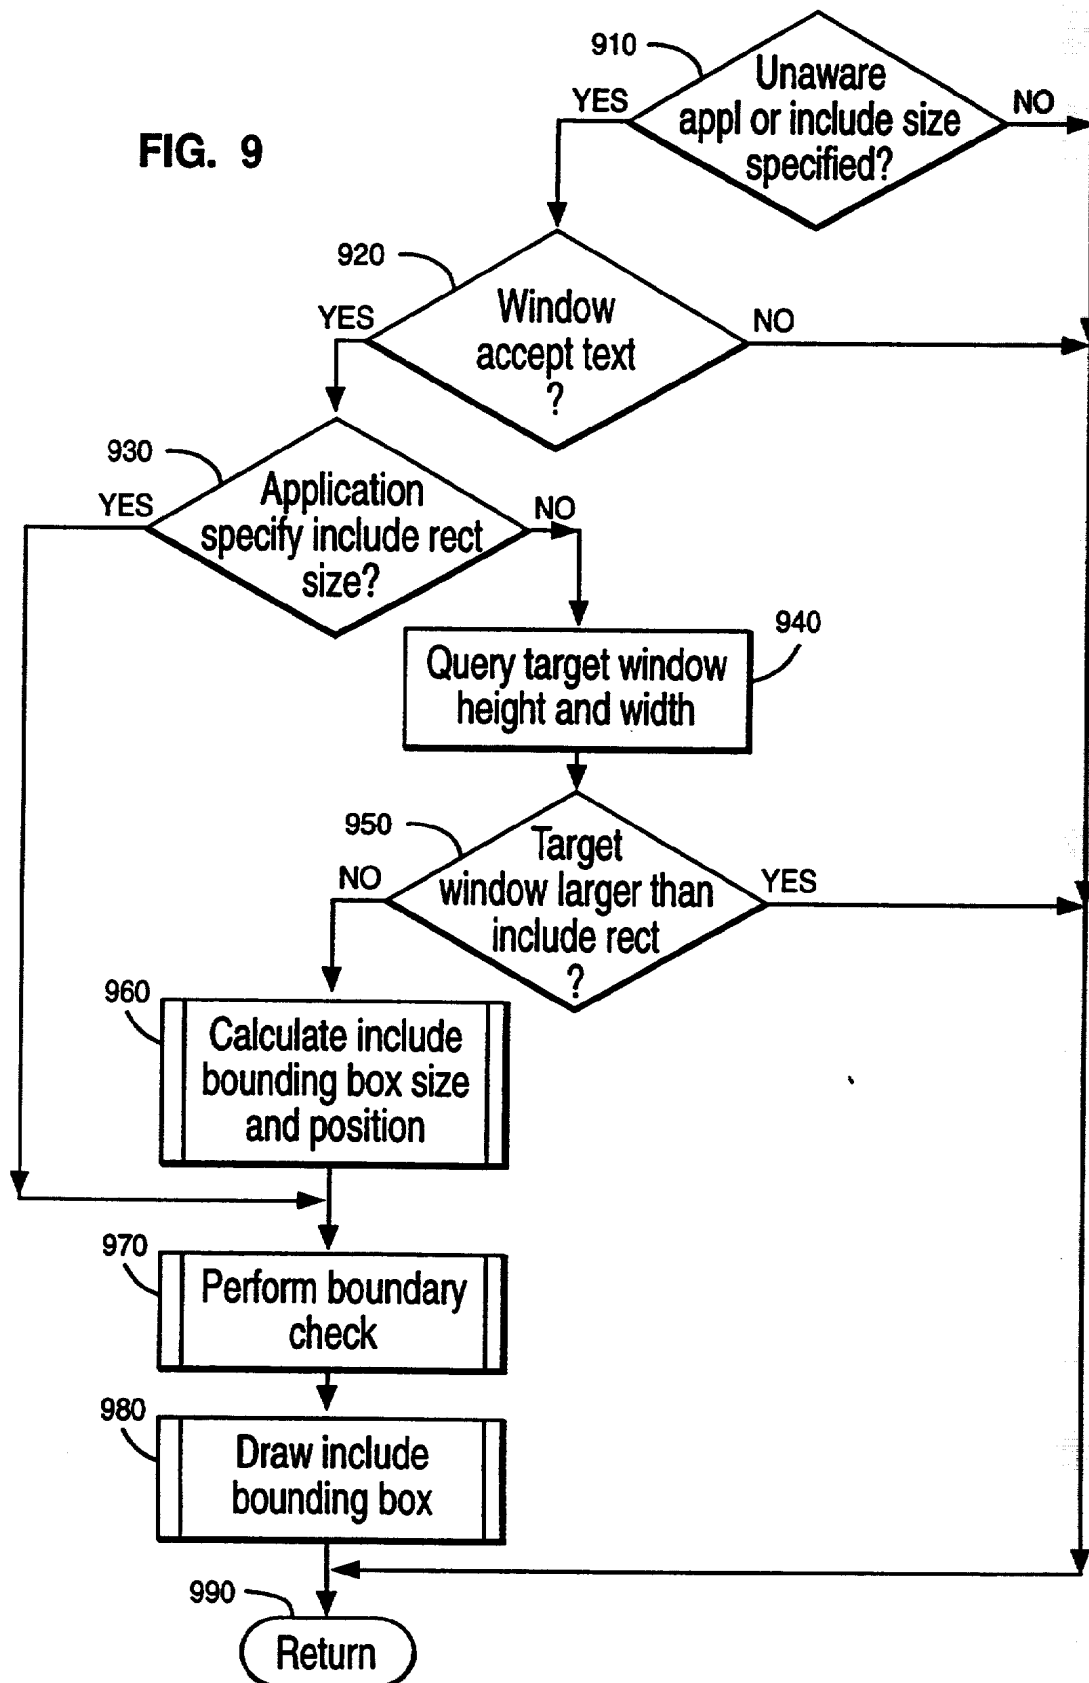 FIG. 9
910
Unaware
appl or include size
specified?
YES
NO
920
Window
accept text
?
YES
NO
930
Application
specify include rect
size?
YES
NO
940
Query target window
height and width
950
Target
window larger than
include rect
?
NO
YES
960
Calculate include
bounding box size
and position
970
Perform boundary
check
980
Draw include
bounding box
990
Return